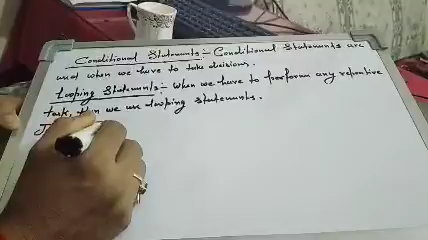 Conditional Statements:- Conditional Statements are
used when we have to take decisions.
Looping Statements:- When we have to perform any repeative
task, then we use looping statements.